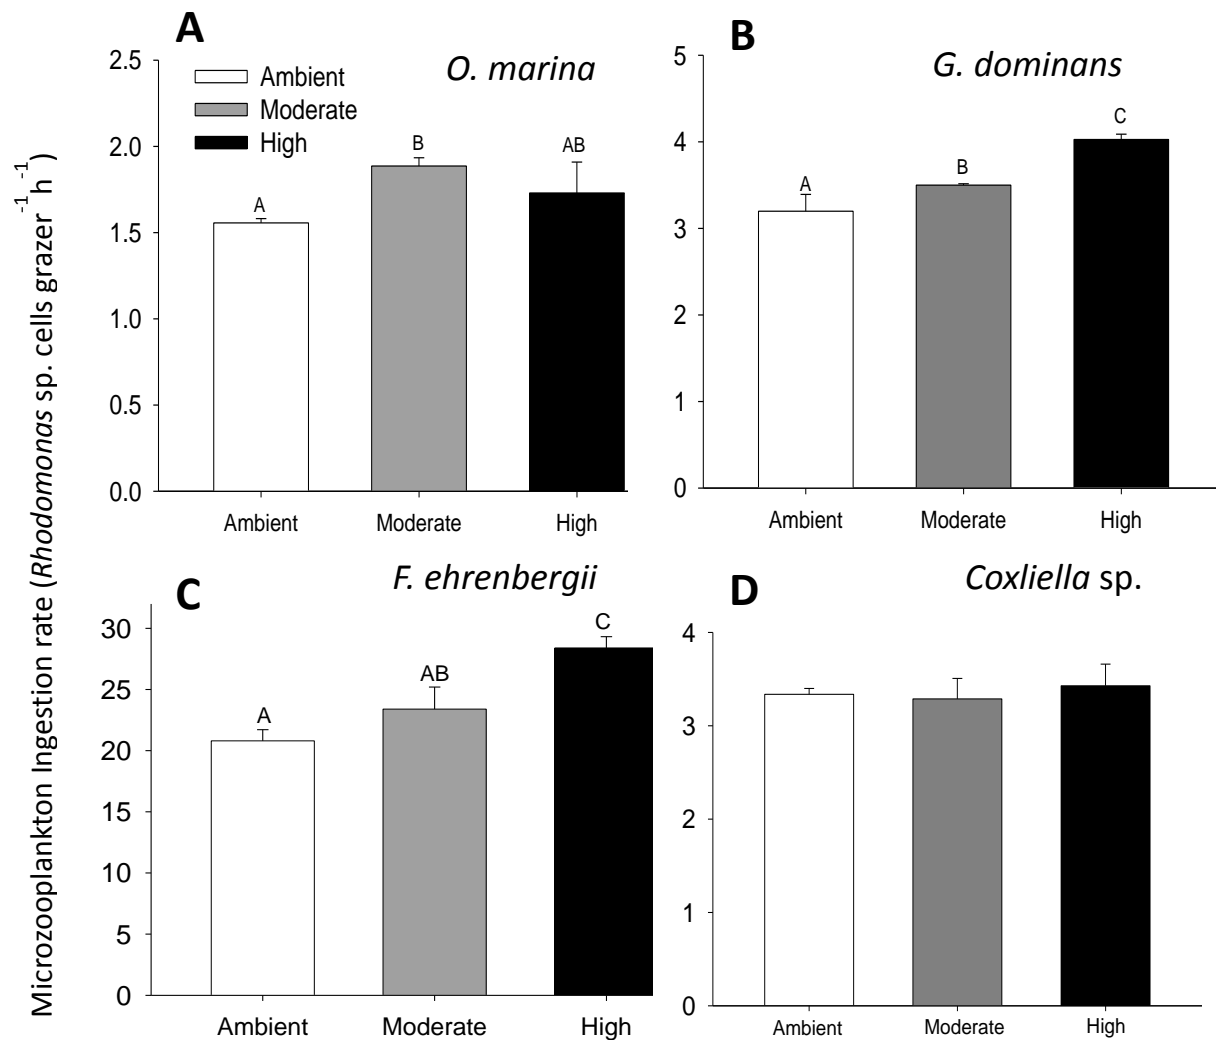 Microzooplankton Ingestion rate (Rhodomonas sp. cells grazer-1 h-1)
A
O. marina
2.5
2.0
1.5
1.0
0.5
0.0
Ambient
Moderate
High
A
B
AB
Ambient Moderate High
B
G. dominans
5
4
3
2
1
0
A
B
C
Ambient Moderate High
C
F. ehrenbergii
30
25
20
15
10
5
0
A
AB
C
Ambient Moderate High
D
Coxliella sp.
4
3
2
1
0
Ambient Moderate High